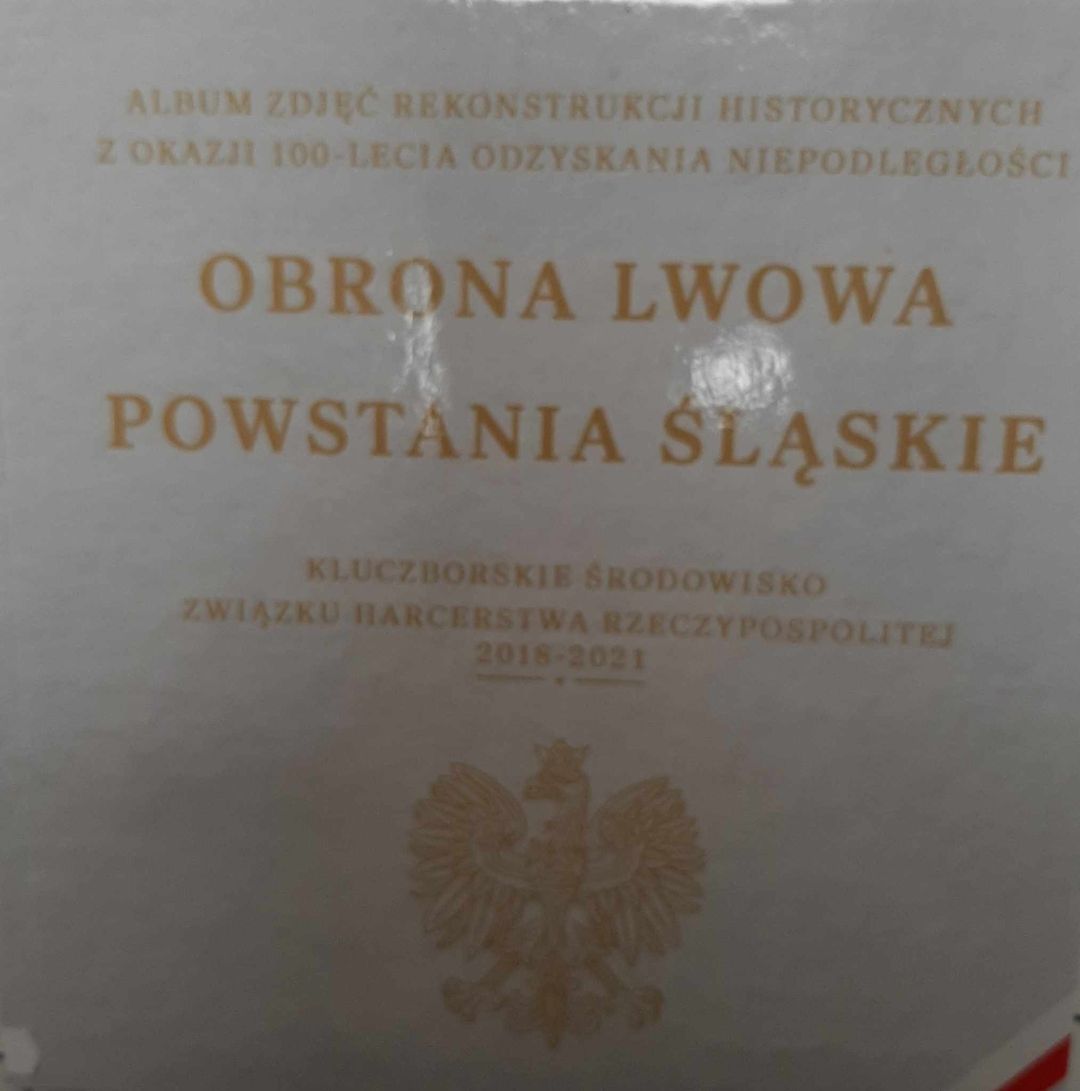 ALBUM ZDJĘĆ REKONSTRUKCJI HISTORYCZNYCH
Z OKAZJI 100-LECIA ODZYSKANIA NIEPODLEGŁOŚCI
OBRONA LWOWA
POWSTANIA ŚLĄSKIE
KLUCZBORSKIE ŚRODOWISKO
ZWIĄZKU HARCERSTWA RZECZYPOSPOLITEJ
2018-2021